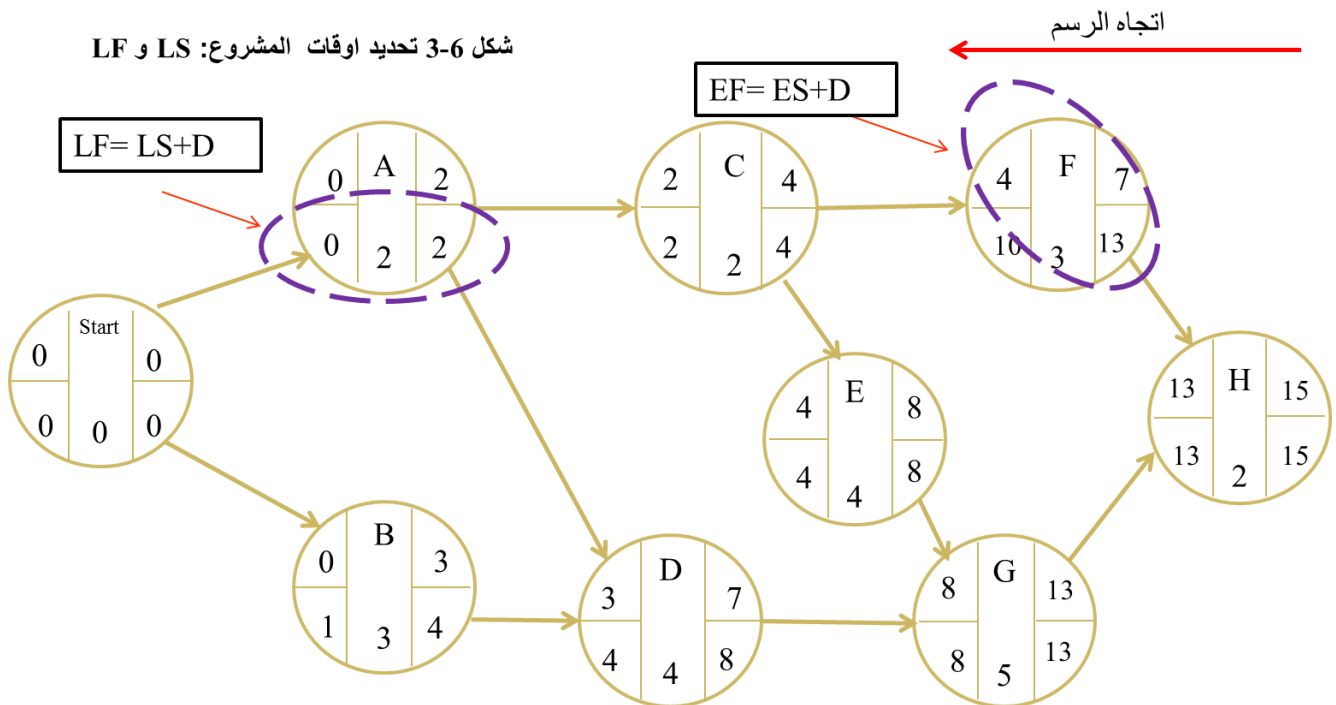 اتجاه الرسم
شكل 6-3 تحديد اوقات المشروع: LS و LF
EF= ES+D
LF= LS+D
A
0 2
0 2 2
C
2 4
2 2 4
F
4 7
10 3 13
Start
0 0
0 0 0
E
4 8
4 4 8
H
13 15
13 2 15
B
0 3
1 3 4
D
3 7
4 4 8
G
8 13
8 5 13